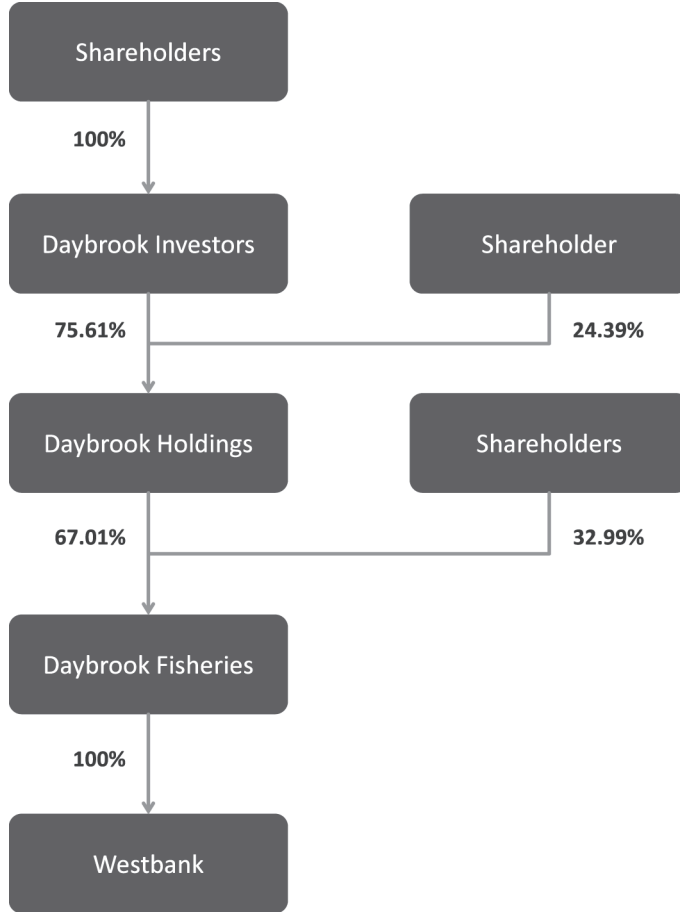 Shareholders
100%
Daybrook Investors
Shareholder
75.61%
24.39%
Daybrook Holdings
Shareholders
67.01%
32.99%
Daybrook Fisheries
100%
Westbank